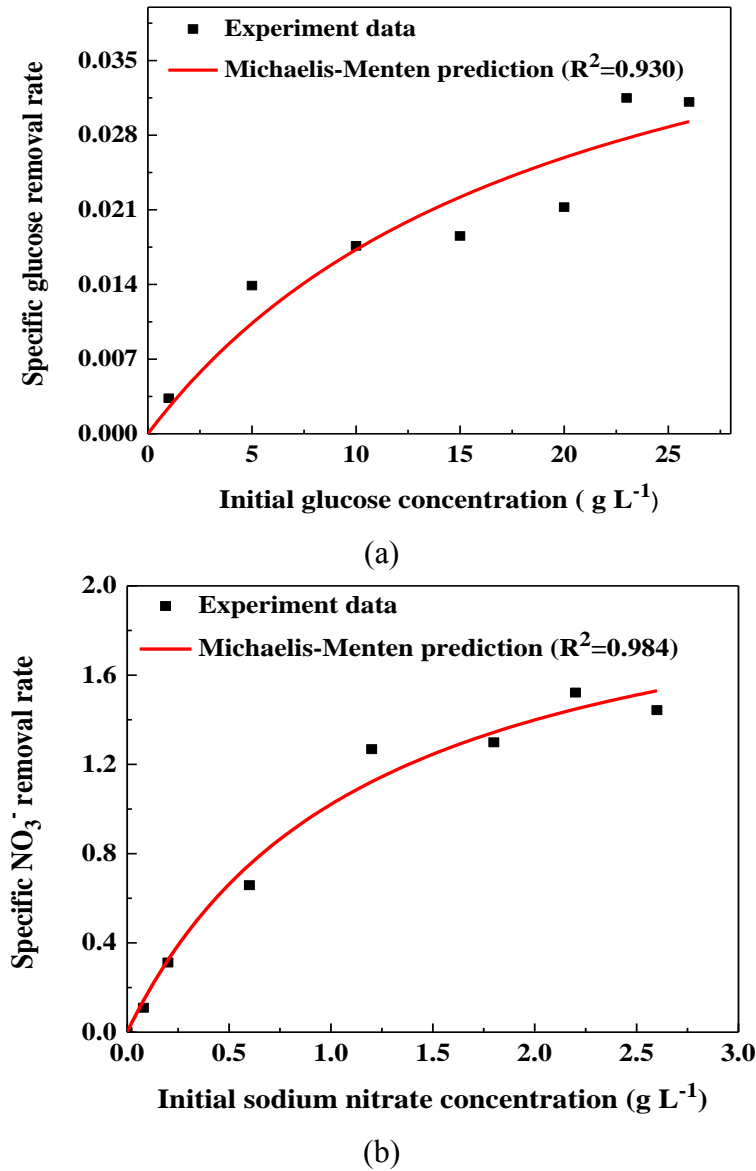 Experiment data
Michaelis-Menten prediction (R²=0.930)
Specific glucose removal rate
0.035
0.028
0.021
0.014
0.007
0.000
0 5 10 15 20 25
Initial glucose concentration ( g L⁻¹)
(a)
Experiment data
Michaelis-Menten prediction (R²=0.984)
Specific NO₃⁻ removal rate
2.0
1.6
1.2
0.8
0.4
0.0
0.0 0.5 1.0 1.5 2.0 2.5 3.0
Initial sodium nitrate concentration (g L⁻¹)
(b)